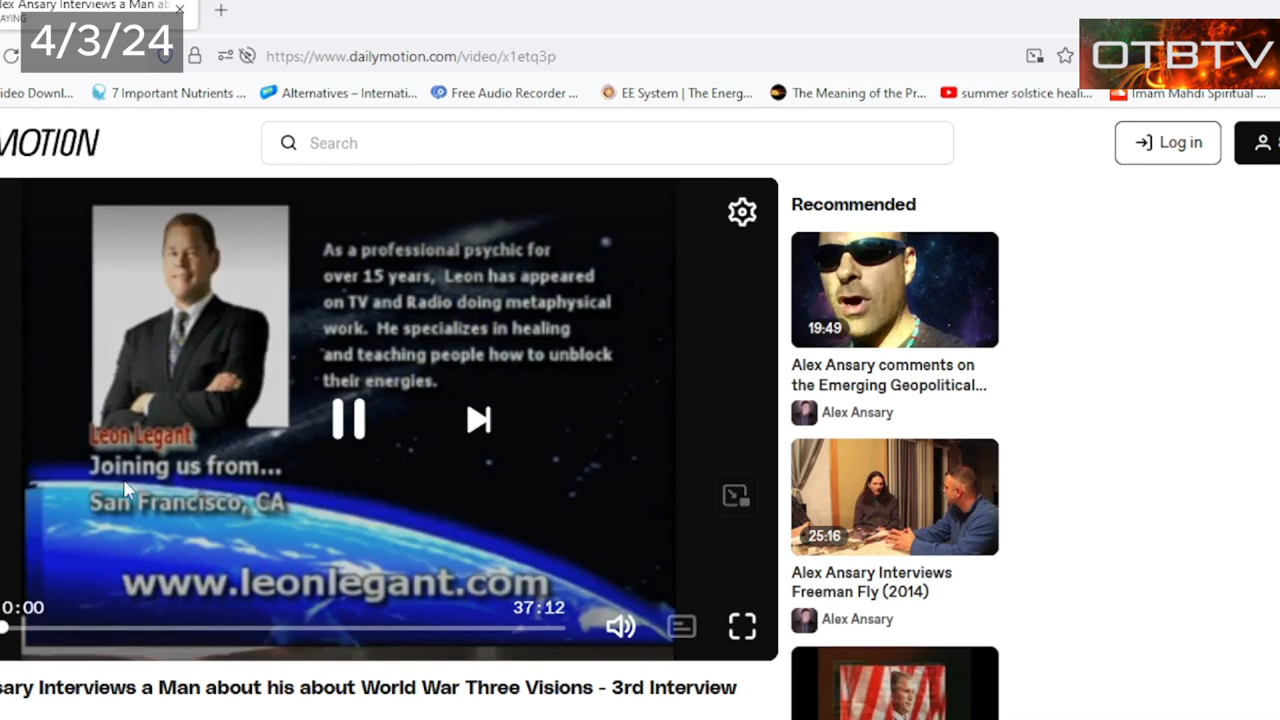 lex Ansary Interviews a Man ab
AYING
4/3/24
https://www.dailymotion.com/video/x1etq3p
OTBTV
ideo Downl...
7 Important Nutrients ...
Alternatives – Internati...
Free Audio Recorder ...
EE System | The Energ...
The Meaning of the Pr...
summer solstice heali...
Imam Mahdi Spiritual ...
MOTION
Search
Log in
As a professional psychic for
over 15 years, Leon has appeared
on TV and Radio doing metaphysical
work. He specializes in healing
and teaching people how to unblock
their energies.
Leon Legant
Joining us from...
San Francisco, CA
www.leonlegant.com
0:00
37:12
sary Interviews a Man about his about World War Three Visions - 3rd Interview
Recommended
19:49
Alex Ansary comments on
the Emerging Geopolitical...
Alex Ansary
25:16
Alex Ansary Interviews
Freeman Fly (2014)
Alex Ansary